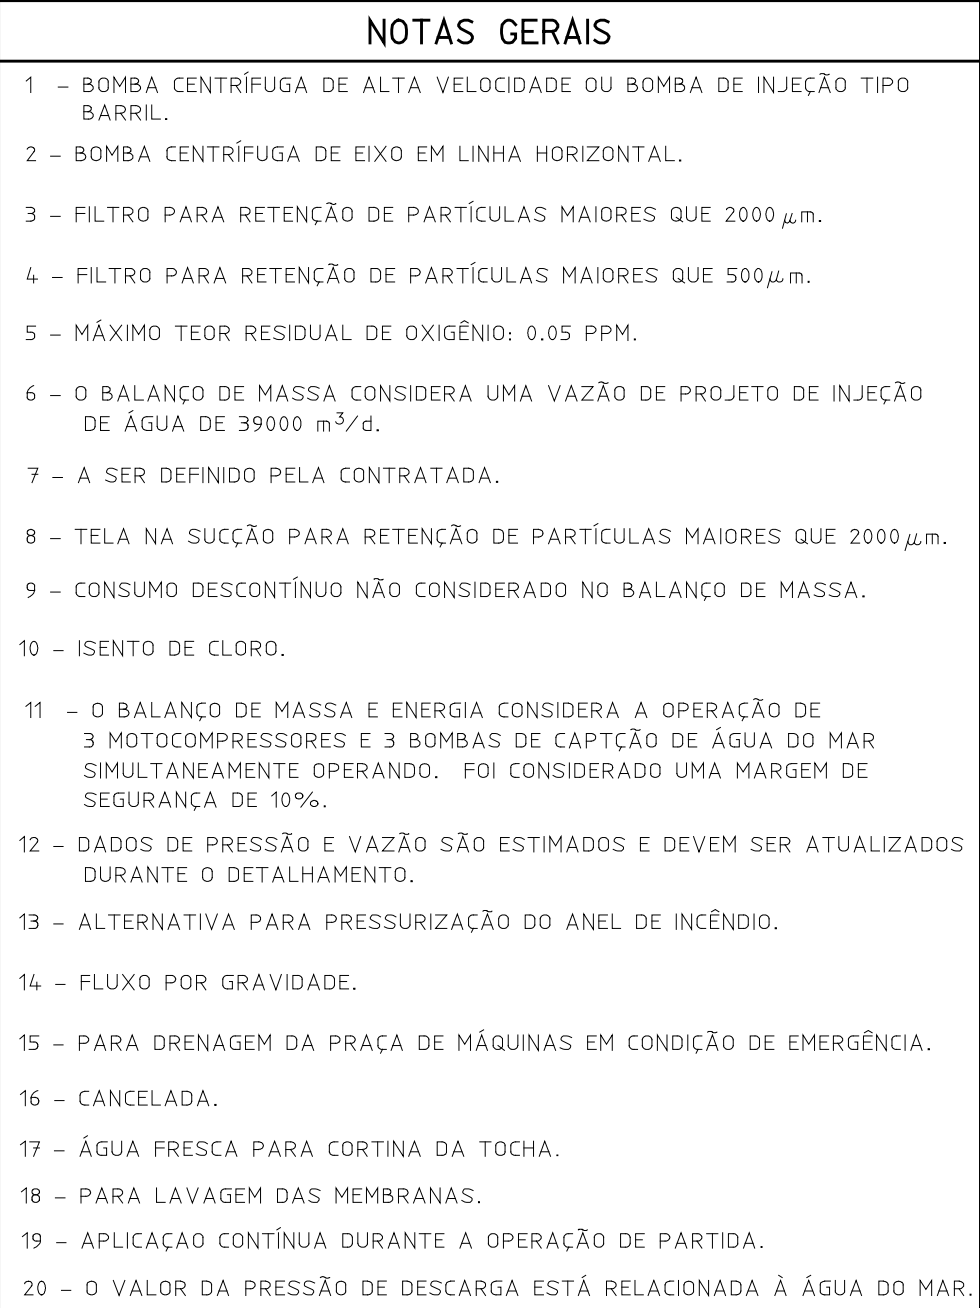 NOTAS GERAIS
1 – BOMBA CENTRÍFUGA DE ALTA VELOCIDADE OU BOMBA DE INJEÇÃO TIPO
BARRIL.
2 – BOMBA CENTRÍFUGA DE EIXO EM LINHA HORIZONTAL.
3 – FILTRO PARA RETENÇÃO DE PARTÍCULAS MAIORES QUE 2000 µm.
4 – FILTRO PARA RETENÇÃO DE PARTÍCULAS MAIORES QUE 500µm.
5 – MÁXIMO TEOR RESIDUAL DE OXIGÊNIO: 0.05 PPM.
6 – O BALANÇO DE MASSA CONSIDERA UMA VAZÃO DE PROJETO DE INJEÇÃO
DE ÁGUA DE 39000 m³/d.
7 – A SER DEFINIDO PELA CONTRATADA.
8 – TELA NA SUCÇÃO PARA RETENÇÃO DE PARTÍCULAS MAIORES QUE 2000µm.
9 – CONSUMO DESCONTÍNUO NÃO CONSIDERADO NO BALANÇO DE MASSA.
10 – ISENTO DE CLORO.
11 – O BALANÇO DE MASSA E ENERGIA CONSIDERA A OPERAÇÃO DE
3 MOTOCOMPRESSORES E 3 BOMBAS DE CAPTÇÃO DE ÁGUA DO MAR
SIMULTANEAMENTE OPERANDO. FOI CONSIDERADO UMA MARGEM DE
SEGURANÇA DE 10%.
12 – DADOS DE PRESSÃO E VAZÃO SÃO ESTIMADOS E DEVEM SER ATUALIZADOS
DURANTE O DETALHAMENTO.
13 – ALTERNATIVA PARA PRESSURIZAÇÃO DO ANEL DE INCÊNDIO.
14 – FLUXO POR GRAVIDADE.
15 – PARA DRENAGEM DA PRAÇA DE MÁQUINAS EM CONDIÇÃO DE EMERGÊNCIA.
16 – CANCELADA.
17 – ÁGUA FRESCA PARA CORTINA DA TOCHA.
18 – PARA LAVAGEM DAS MEMBRANAS.
19 – APLICAÇAO CONTÍNUA DURANTE A OPERAÇÃO DE PARTIDA.
20 – O VALOR DA PRESSÃO DE DESCARGA ESTÁ RELACIONADA À ÁGUA DO MAR.